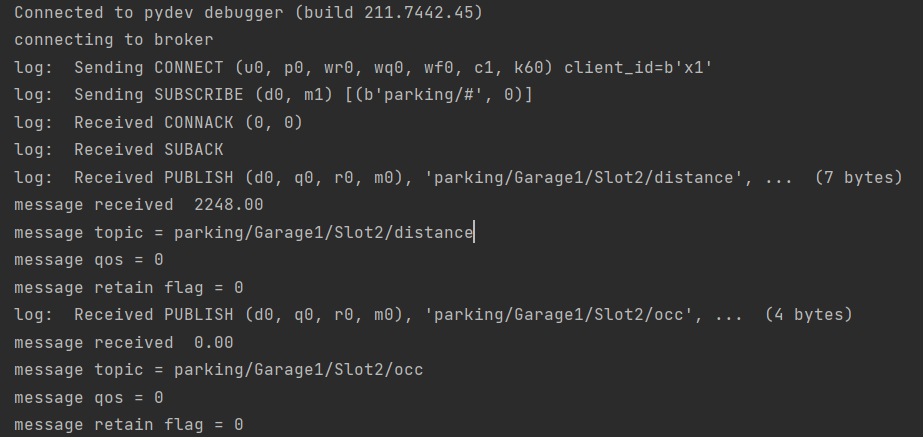 Connected to pydev debugger (build 211.7442.45)
connecting to broker
log:  Sending CONNECT (u0, p0, wr0, wq0, wf0, c1, k60) client_id=b'x1'
log:  Sending SUBSCRIBE (d0, m1) [(b'parking/#', 0)]
log:  Received CONNACK (0, 0)
log:  Received SUBACK
log:  Received PUBLISH (d0, q0, r0, m0), 'parking/Garage1/Slot2/distance', ...  (7 bytes)
message received  2248.00
message topic = parking/Garage1/Slot2/distance
message qos = 0
message retain flag = 0
log:  Received PUBLISH (d0, q0, r0, m0), 'parking/Garage1/Slot2/occ', ...  (4 bytes)
message received  0.00
message topic = parking/Garage1/Slot2/occ
message qos = 0
message retain flag = 0